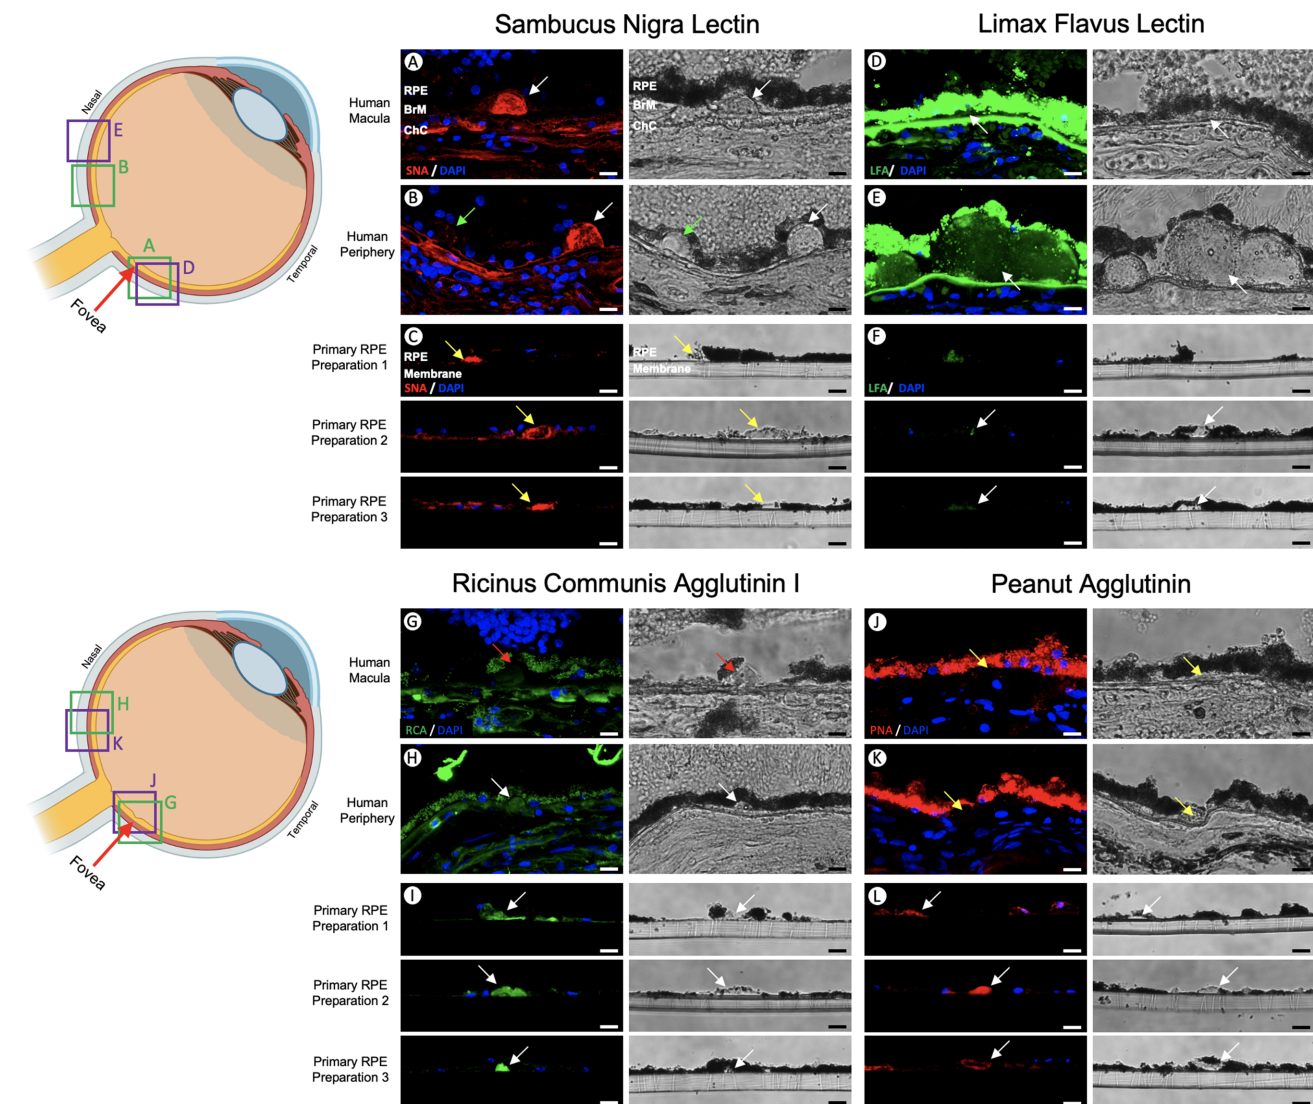 Sambucus Nigra Lectin
Limax Flavus Lectin
Nasal
E
B
A
D
Fovea
Temporal
Human
Macula
A
RPE
BrM
ChC
SNA / DAPI
RPE
BrM
ChC
D
LFA/ DAPI
Human
Periphery
B
E
Primary RPE
Preparation 1
C
RPE
Membrane
SNA / DAPI
RPE
Membrane
F
LFA/ DAPI
Primary RPE
Preparation 2
Primary RPE
Preparation 3
Ricinus Communis Agglutinin I
Peanut Agglutinin
Nasal
H
K
J
G
Fovea
Temporal
Human
Macula
G
RCA / DAPI
J
PNA / DAPI
Human
Periphery
H
K
Primary RPE
Preparation 1
I
L
Primary RPE
Preparation 2
Primary RPE
Preparation 3